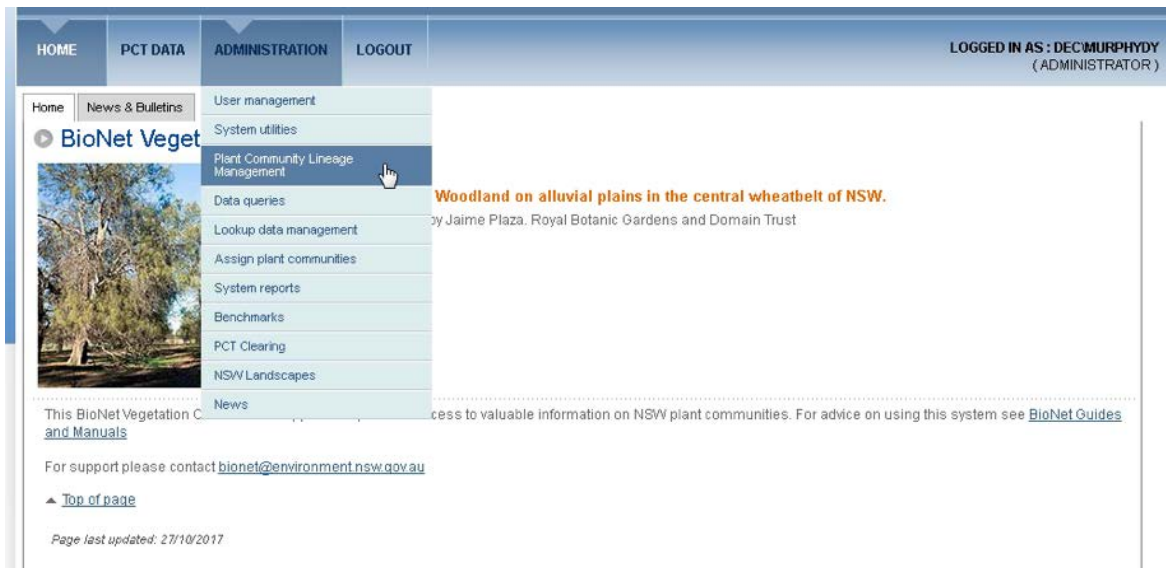 HOME
PCT DATA
ADMINISTRATION
LOGOUT
LOGGED IN AS : DEC\MURPHYDY
( ADMINISTRATOR )
Home
News & Bulletins
User management
System utilities
Plant Community Lineage
Management
Data queries
Lookup data management
Assign plant communities
System reports
Benchmarks
PCT Clearing
NSW Landscapes
News
BioNet Veget
Woodland on alluvial plains in the central wheatbelt of NSW.
by Jaime Plaza. Royal Botanic Gardens and Domain Trust
This BioNet Vegetation C cess to valuable information on NSW plant communities. For advice on using this system see BioNet Guides
and Manuals
For support please contact bionet@environment.nsw.gov.au
Top of page
Page last updated: 27/10/2017